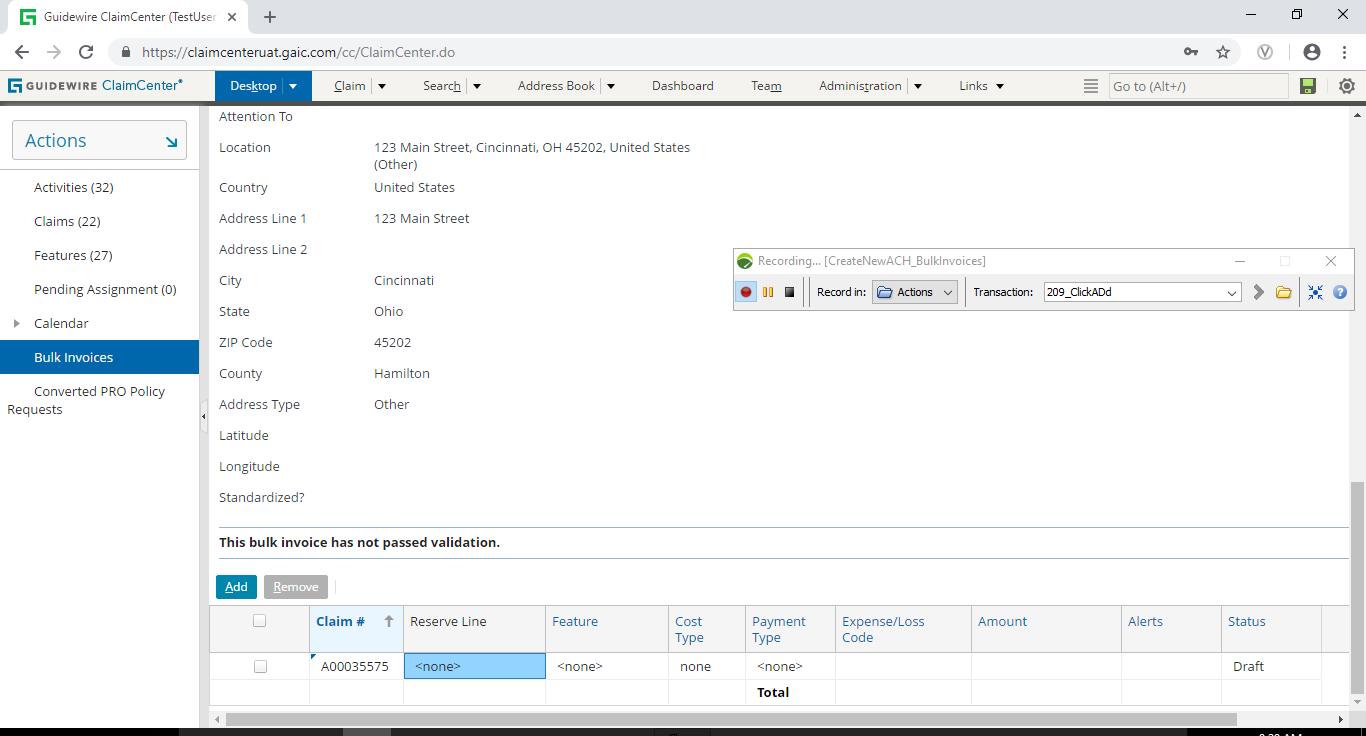 Guidewire ClaimCenter (TestUser
https://claimcenteruat.gaic.com/cc/ClaimCenter.do
GUIDEWIRE ClaimCenter®
Desktop
Claim
Search
Address Book
Dashboard
Team
Administration
Links
Go to (Alt+/)
Actions
Activities (32)
Claims (22)
Features (27)
Pending Assignment (0)
Calendar
Bulk Invoices
Converted PRO Policy
Requests
Attention To
Location 123 Main Street, Cincinnati, OH 45202, United States
(Other)
Country United States
Address Line 1 123 Main Street
Address Line 2
City Cincinnati
State Ohio
ZIP Code 45202
County Hamilton
Address Type Other
Latitude
Longitude
Standardized?
Recording... [CreateNewACH_BulkInvoices]
Record in: Actions Transaction: 209_ClickADd
This bulk invoice has not passed validation.
Add Remove
Claim # Reserve Line Feature Cost Type Payment Type Expense/Loss Code Amount Alerts Status
A00035575 <none> <none> none <none> Draft
Total